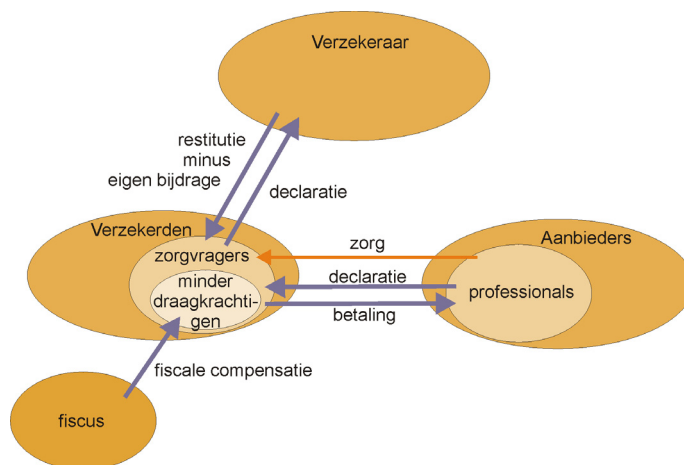 Verzekeraar
restitutie
minus
eigen bijdrage
declaratie
Verzekerden
zorgvragers
minder
draagkrachti-
gen
zorg
declaratie
betaling
Aanbieders
professionals
fiscale compensatie
fiscus